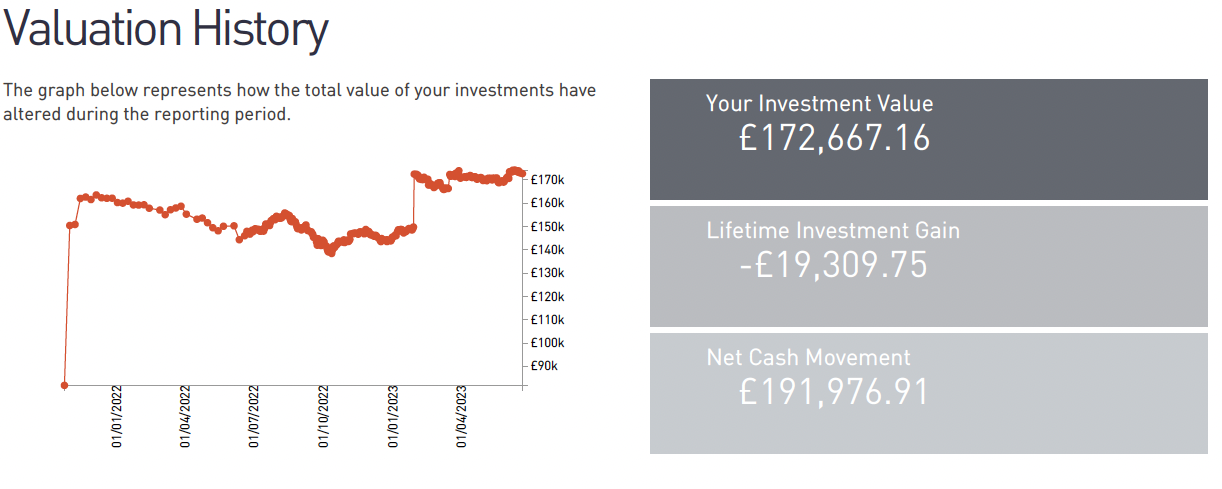 Valuation History
The graph below represents how the total value of your investments have
altered during the reporting period.
£170k
£160k
£150k
£140k
£130k
£120k
£110k
£100k
£90k
01/01/2022
01/04/2022
01/07/2022
01/10/2022
01/01/2023
01/04/2023
Your Investment Value
£172,667.16
Lifetime Investment Gain
-£19,309.75
Net Cash Movement
£191,976.91